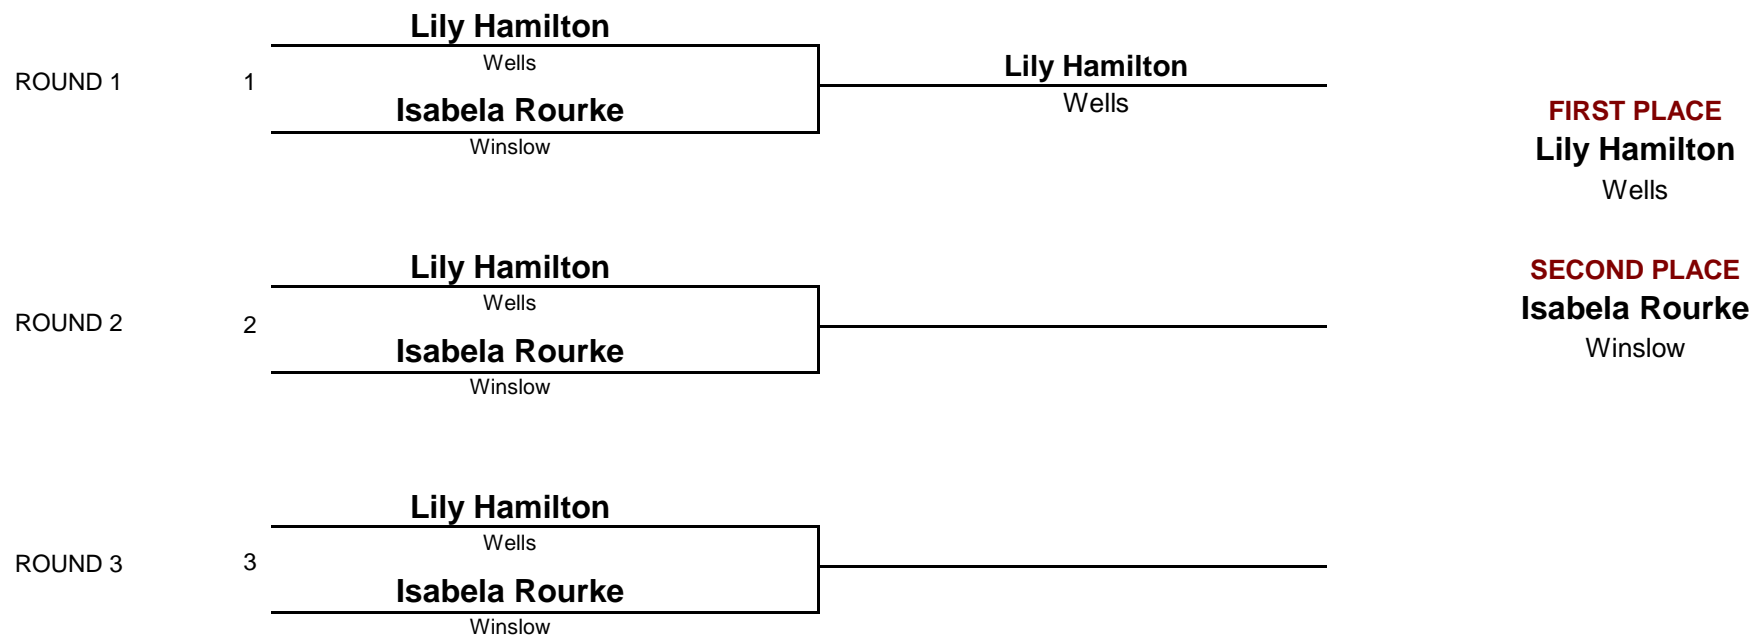 Lily Hamilton
Wells
ROUND 1
1
Isabela Rourke
Winslow
Lily Hamilton
Wells
FIRST PLACE
Lily Hamilton
Wells
Lily Hamilton
Wells
ROUND 2
2
Isabela Rourke
Winslow
SECOND PLACE
Isabela Rourke
Winslow
Lily Hamilton
Wells
ROUND 3
3
Isabela Rourke
Winslow